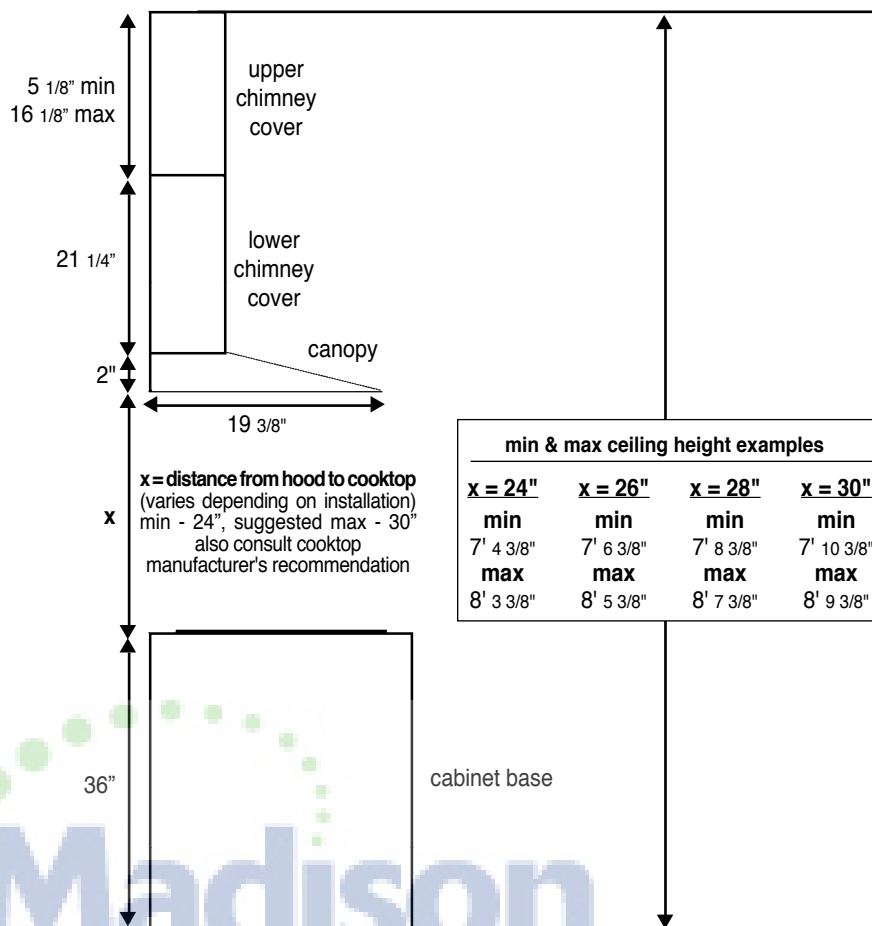 5 1/8” min
16 1/8” max
upper
chimney
cover
21 1/4”
lower
chimney
cover
2"
canopy
19 3/8"
x
x = distance from hood to cooktop
(varies depending on installation)
min - 24”, suggested max - 30”
also consult cooktop
manufacturer's recommendation
min & max ceiling height examples
x = 24" x = 26" x = 28" x = 30"
min min min min
7' 4 3/8" 7' 6 3/8" 7' 8 3/8" 7' 10 3/8"
max max max max
8' 3 3/8" 8' 5 3/8" 8' 7 3/8" 8' 9 3/8"
36”
cabinet base
Madison